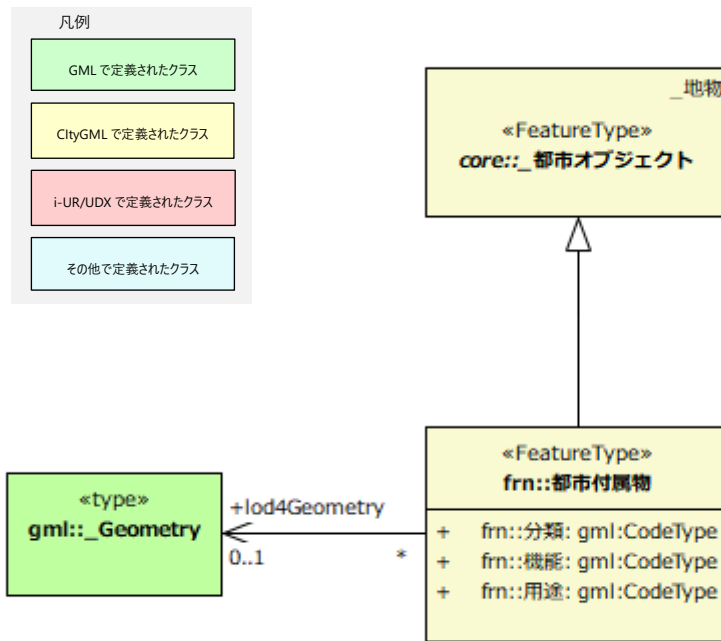 凡例
GML で定義されたクラス
CItyGML で定義されたクラス
i-UR/UDX で定義されたクラス
その他で定義されたクラス
_地物
«FeatureType»
core::_都市オブジェクト
«FeatureType»
frn::都市付属物
+ frn::分類: gml:CodeType
+ frn::機能: gml:CodeType
+ frn::用途: gml:CodeType
«type»
gml::_Geometry
+lod4Geometry
0..1
*